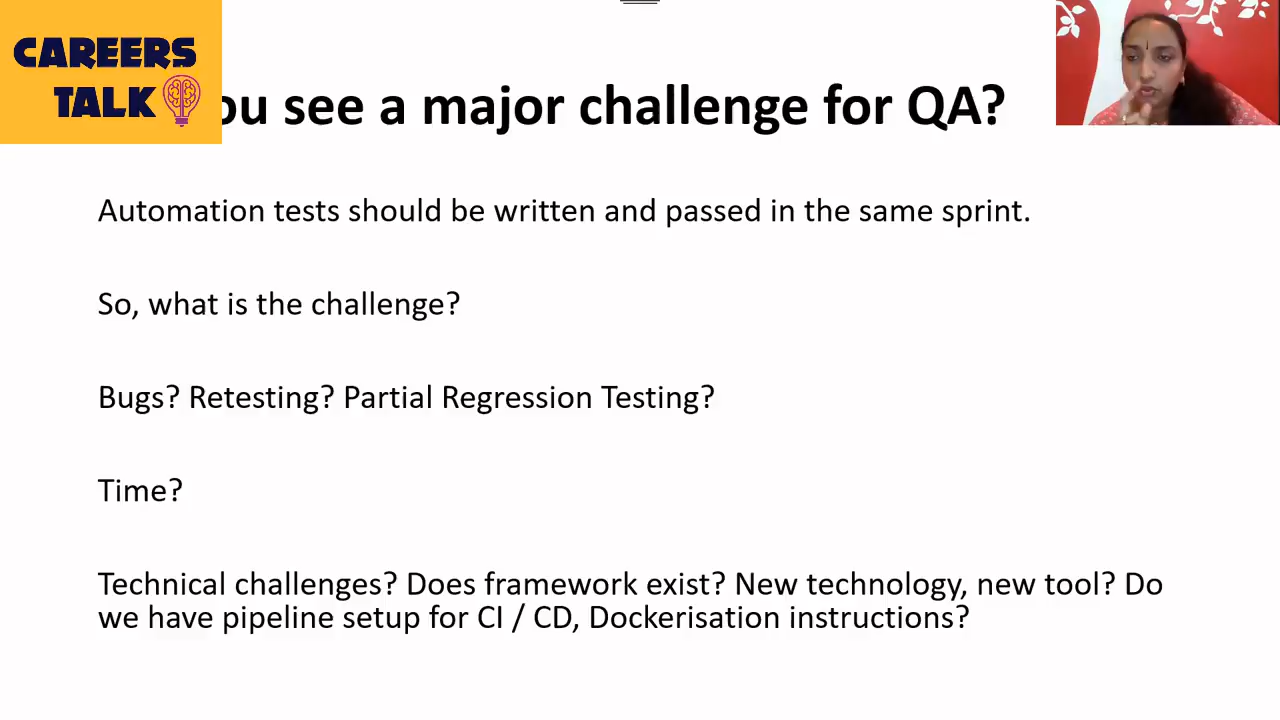 CAREERS
TALK
ou see a major challenge for QA?
Automation tests should be written and passed in the same sprint.
So, what is the challenge?
Bugs? Retesting? Partial Regression Testing?
Time?
Technical challenges? Does framework exist? New technology, new tool? Do
we have pipeline setup for CI / CD, Dockerisation instructions?